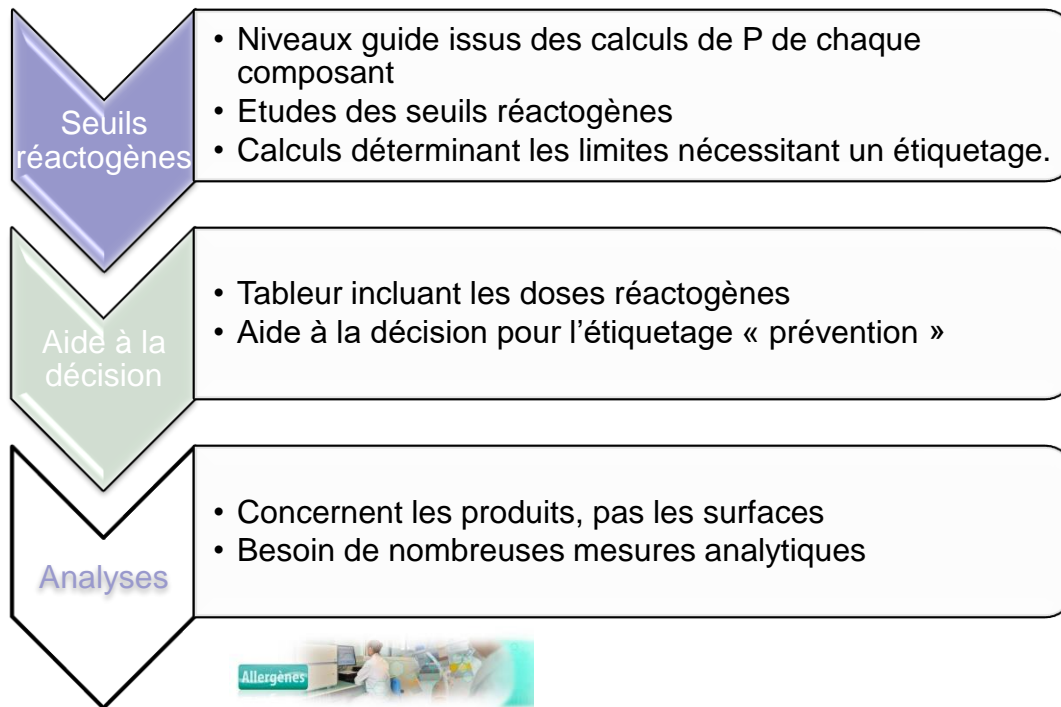 Seuils
réactogènes
• Niveaux guide issus des calculs de P de chaque
composant
• Etudes des seuils réactogènes
• Calculs déterminant les limites nécessitant un étiquetage.
Aide à la
décision
• Tableur incluant les doses réactogènes
• Aide à la décision pour l’étiquetage « prévention »
Analyses
• Concernent les produits, pas les surfaces
• Besoin de nombreuses mesures analytiques
Allergènes